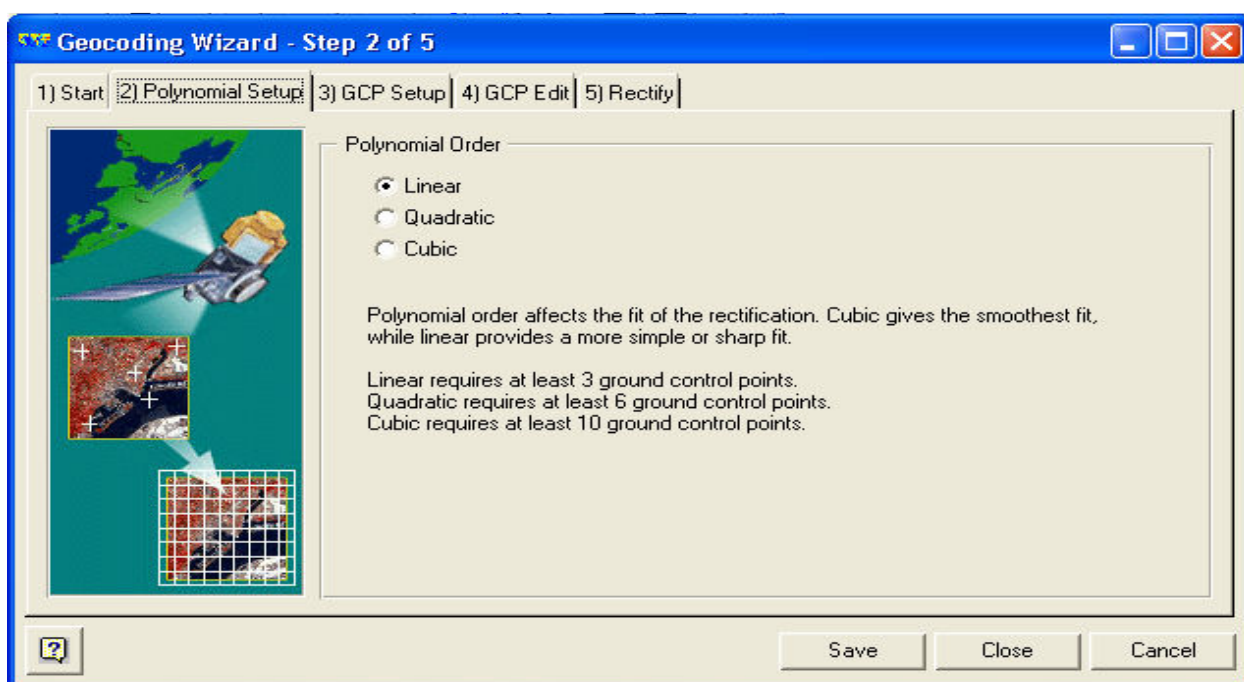 Geocoding Wizard - Step 2 of 5
1) Start 2) Polynomial Setup 3) GCP Setup 4) GCP Edit 5) Rectify
Polynomial Order
Linear
Quadratic
Cubic
Polynomial order affects the fit of the rectification. Cubic gives the smoothest fit,
while linear provides a more simple or sharp fit.
Linear requires at least 3 ground control points.
Quadratic requires at least 6 ground control points.
Cubic requires at least 10 ground control points.
? Save Close Cancel